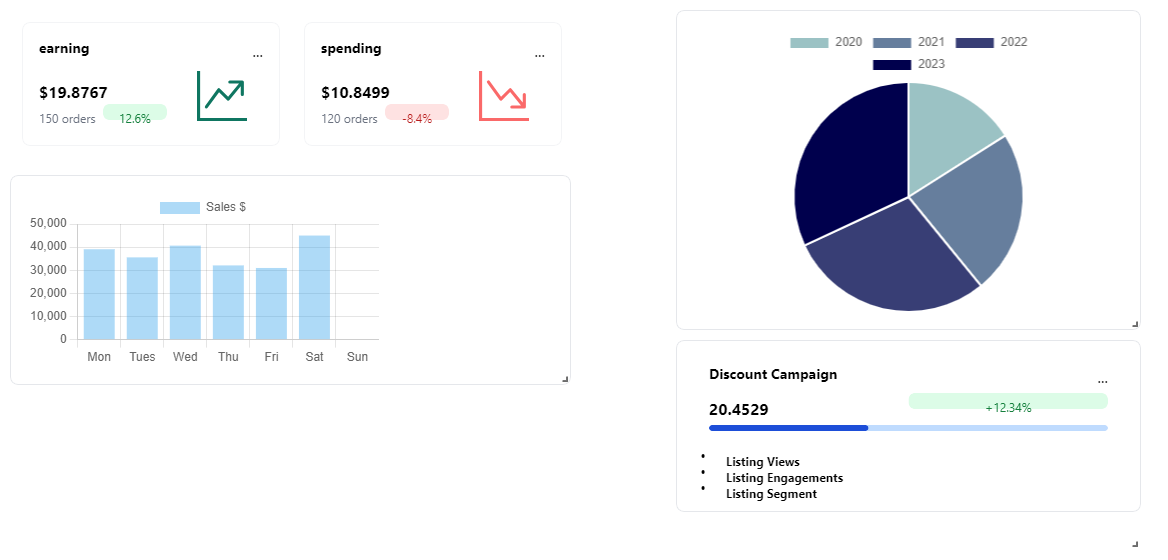 earning
...
$19.8767
150 orders 12.6%
spending
...
$10.8499
120 orders -8.4%
Sales $
50,000
40,000
30,000
20,000
10,000
0
Mon Tues Wed Thu Fri Sat Sun
2020 2021 2022
2023
Discount Campaign
...
20.4529 +12.34%
• Listing Views
• Listing Engagements
• Listing Segment